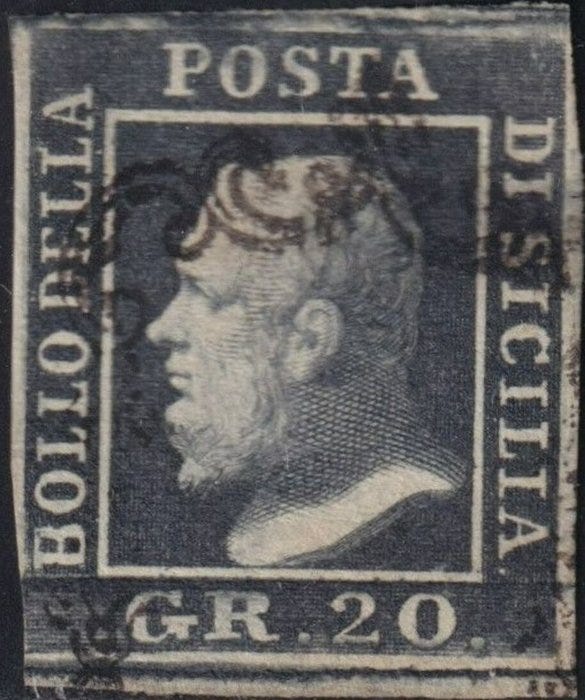 BOLLO DELLA
POSTA
DI SICILIA
GR. 20.